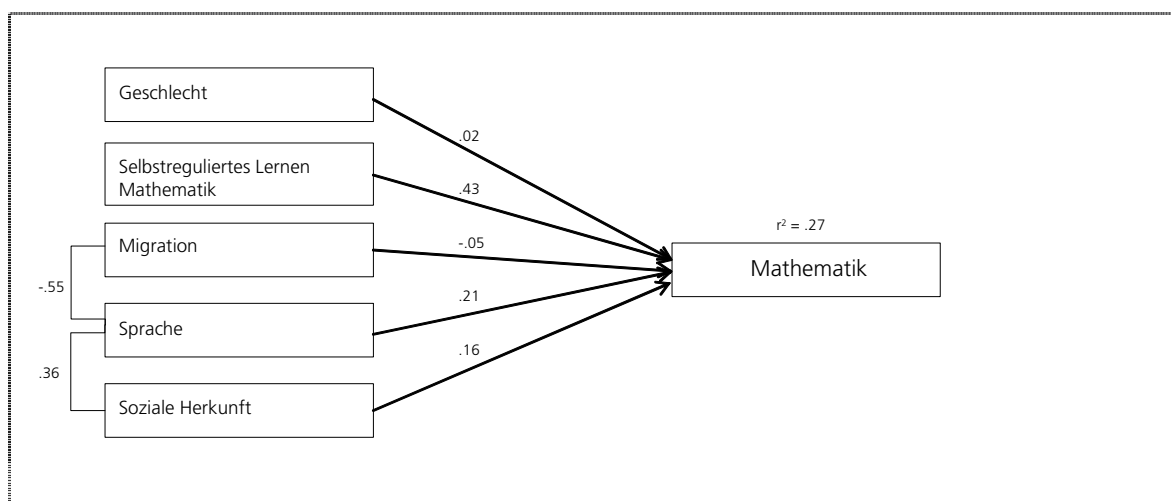 Geschlecht
.02
Selbstreguliertes Lernen
Mathematik
.43
r² = .27
Migration
-.05
Mathematik
-.55
.21
Sprache
.16
.36
Soziale Herkunft